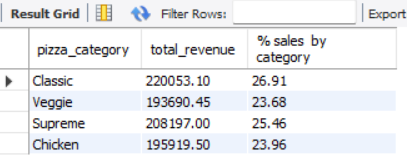 Result Grid Filter Rows: Export
pizza_category total_revenue % sales by category
Classic 220053.10 26.91
Veggie 193690.45 23.68
Supreme 208197.00 25.46
Chicken 195919.50 23.96